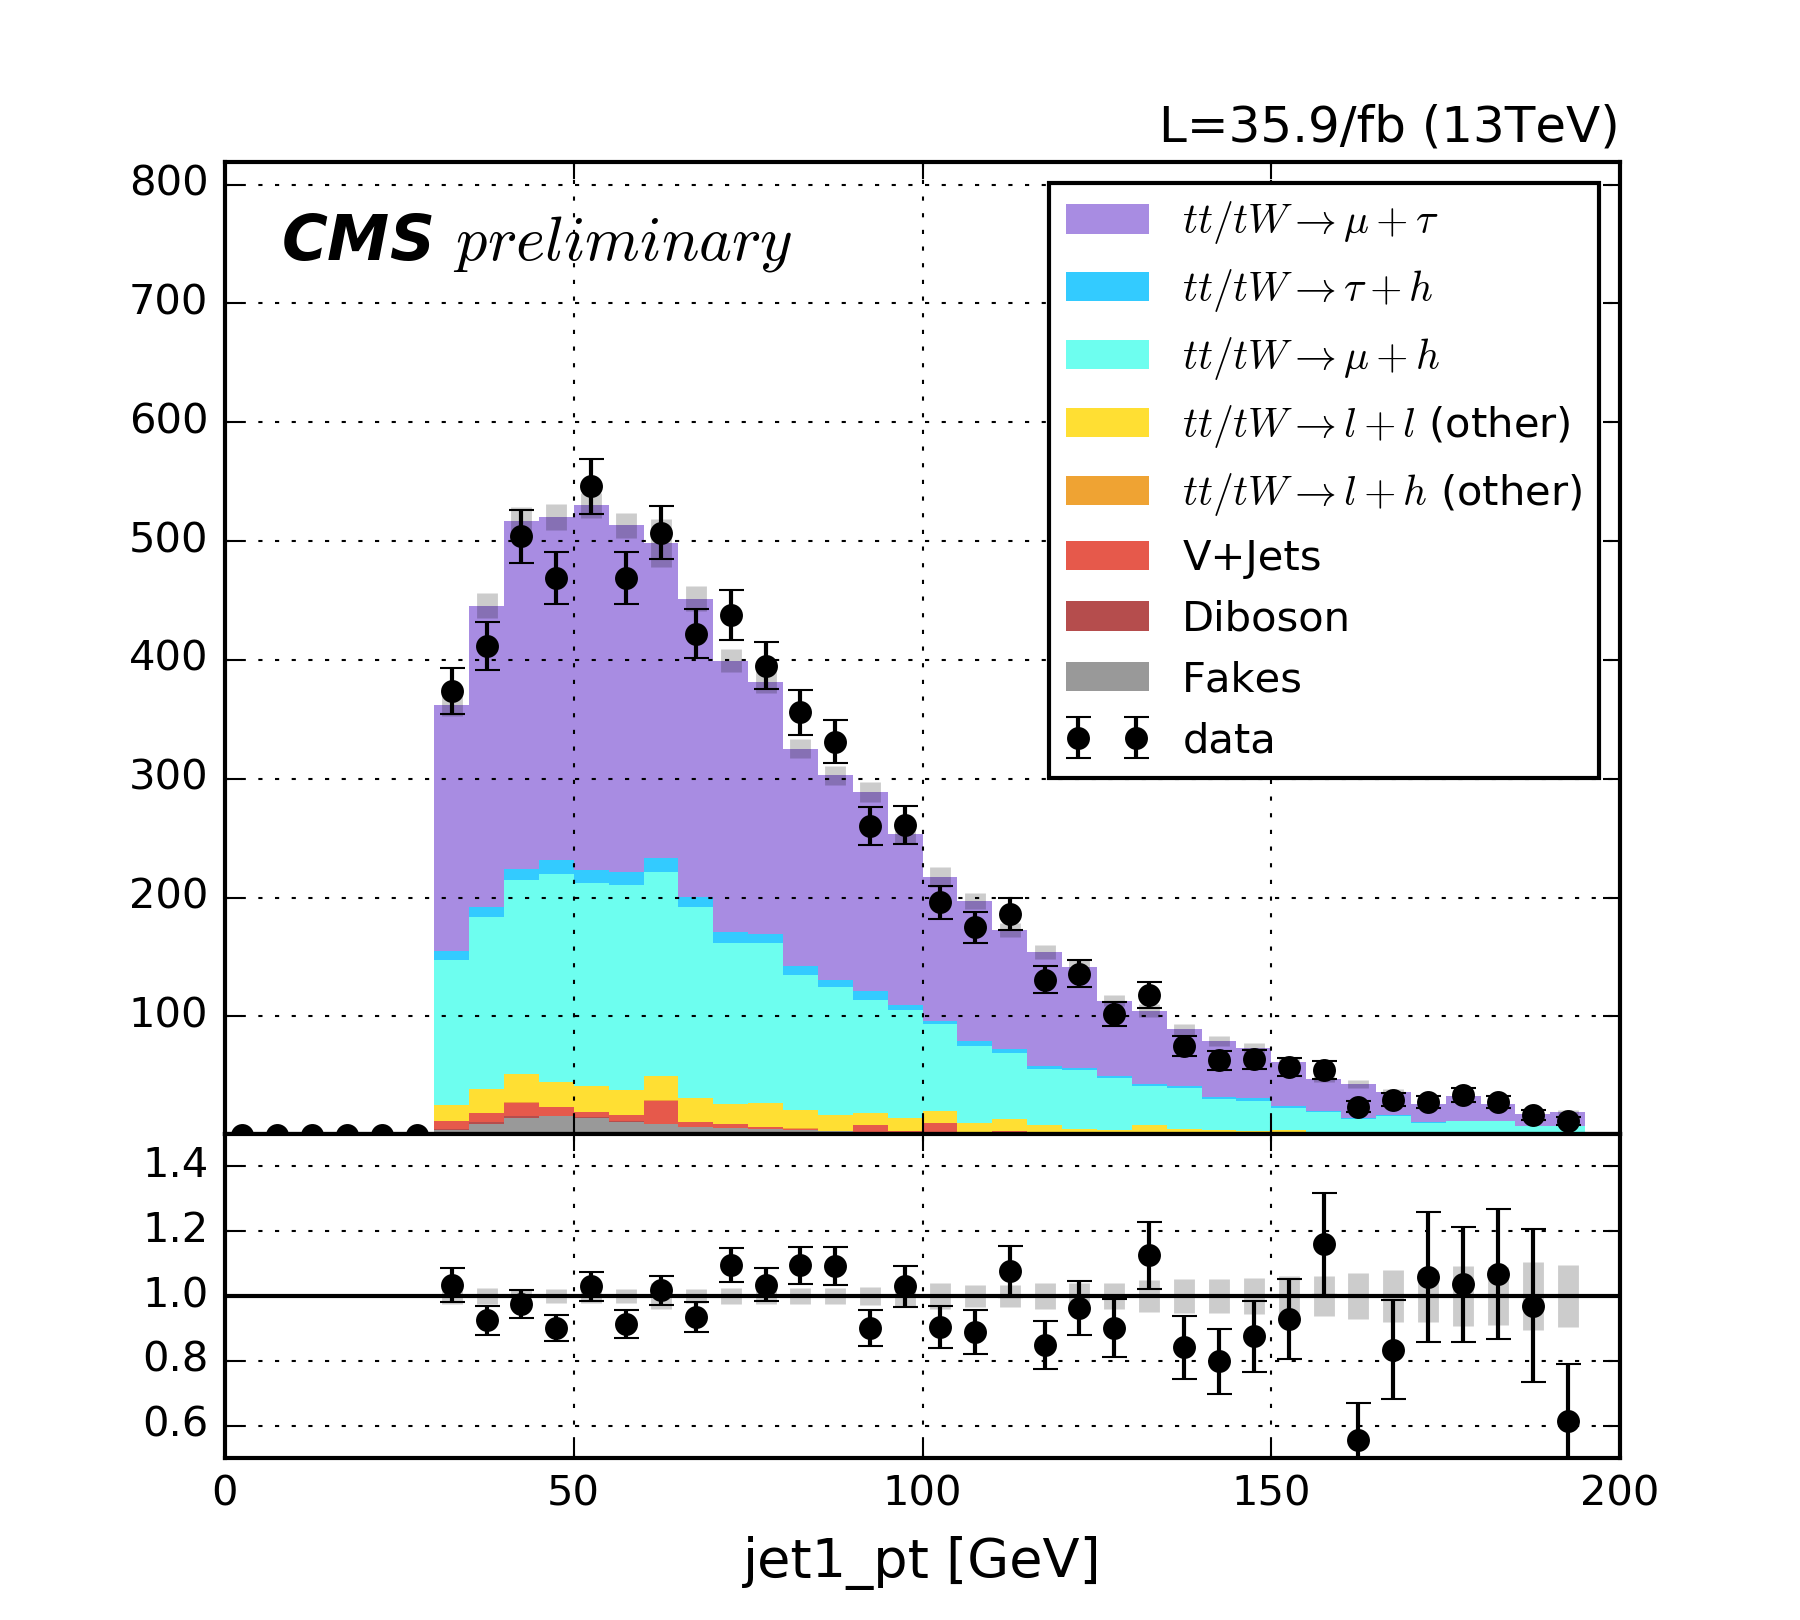 L=35.9/fb (13TeV)
CMS preliminary
800
700
600
500
400
300
200
100
tt/tW→μ+τ
tt/tW→τ+h
tt/tW→μ+h
tt/tW→l+l (other)
tt/tW→l+h (other)
V+Jets
Diboson
Fakes
data
1.4
1.2
1.0
0.8
0.6
0 50 100 150 200
jet1_pt [GeV]